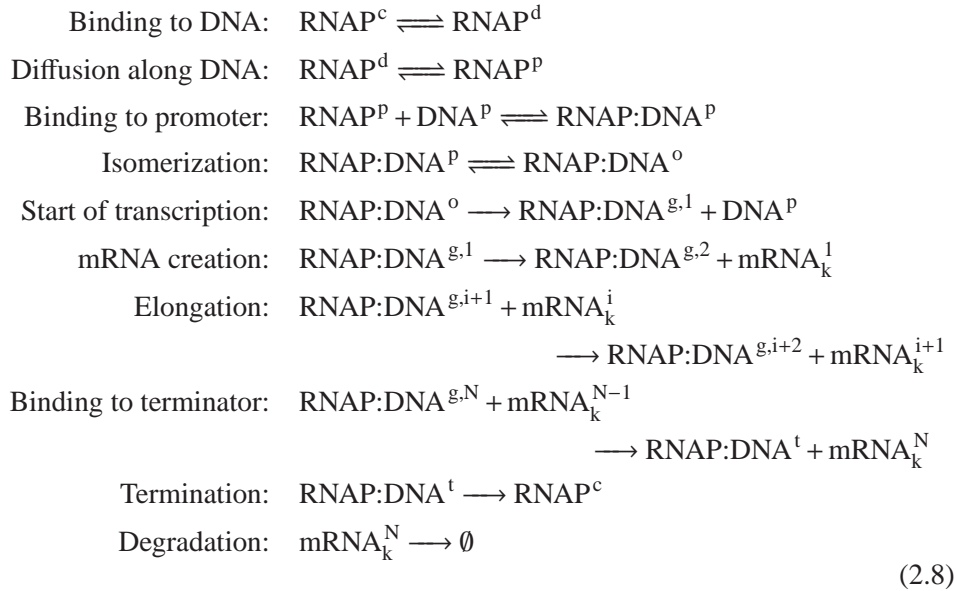 Binding to DNA: RNAP^c ⇌ RNAP^d
Diffusion along DNA: RNAP^d ⇌ RNAP^p
Binding to promoter: RNAP^p + DNA^p ⇌ RNAP:DNA^p
Isomerization: RNAP:DNA^p ⇌ RNAP:DNA^o
Start of transcription: RNAP:DNA^o ⟶ RNAP:DNA^{g,1} + DNA^p
mRNA creation: RNAP:DNA^{g,1} ⟶ RNAP:DNA^{g,2} + mRNA_k^1
Elongation: RNAP:DNA^{g,i+1} + mRNA_k^i
⟶ RNAP:DNA^{g,i+2} + mRNA_k^{i+1}
Binding to terminator: RNAP:DNA^{g,N} + mRNA_k^{N−1}
⟶ RNAP:DNA^t + mRNA_k^N
Termination: RNAP:DNA^t ⟶ RNAP^c
Degradation: mRNA_k^N ⟶ ∅
(2.8)